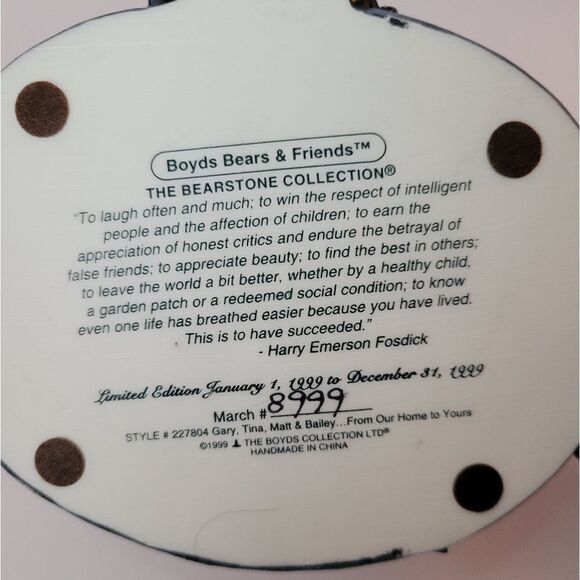 Boyds Bears & Friends™
THE BEARSTONE COLLECTION®
"To laugh often and much; to win the respect of intelligent
people and the affection of children; to earn the
appreciation of honest critics and endure the betrayal of
false friends; to appreciate beauty; to find the best in others;
to leave the world a bit better, whether by a healthy child,
a garden patch or a redeemed social condition; to know
even one life has breathed easier because you have lived.
This is to have succeeded."
- Harry Emerson Fosdick
Limited Edition January 1, 1999 to December 31, 1999
March # 8999
STYLE # 227804 Gary, Tina, Matt & Bailey...From Our Home to Yours
©1999 THE BOYDS COLLECTION LTD®
HANDMADE IN CHINA